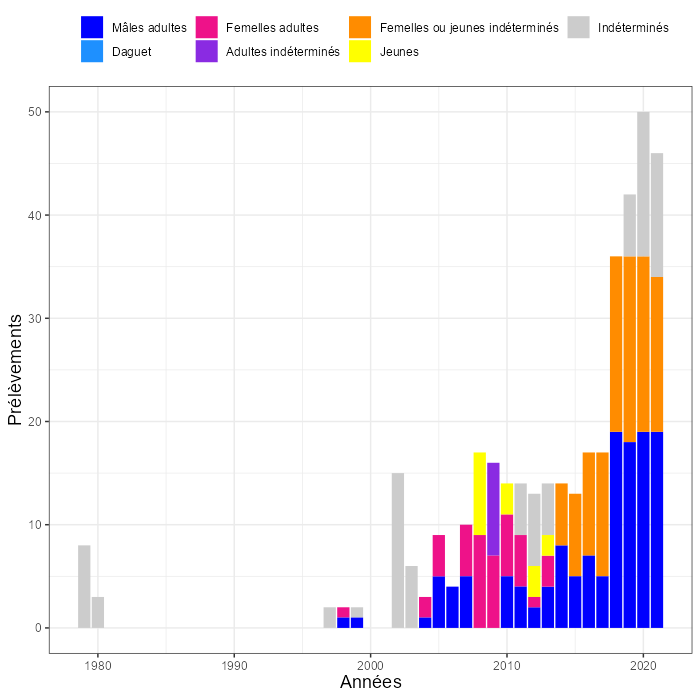 Mâles adultes Femelles adultes Femelles ou jeunes indéterminés Indéterminés
Daguet Adultes indéterminés Jeunes
50
40
30
20
10
0
Prélèvements
1980 1990 2000 2010 2020
Années